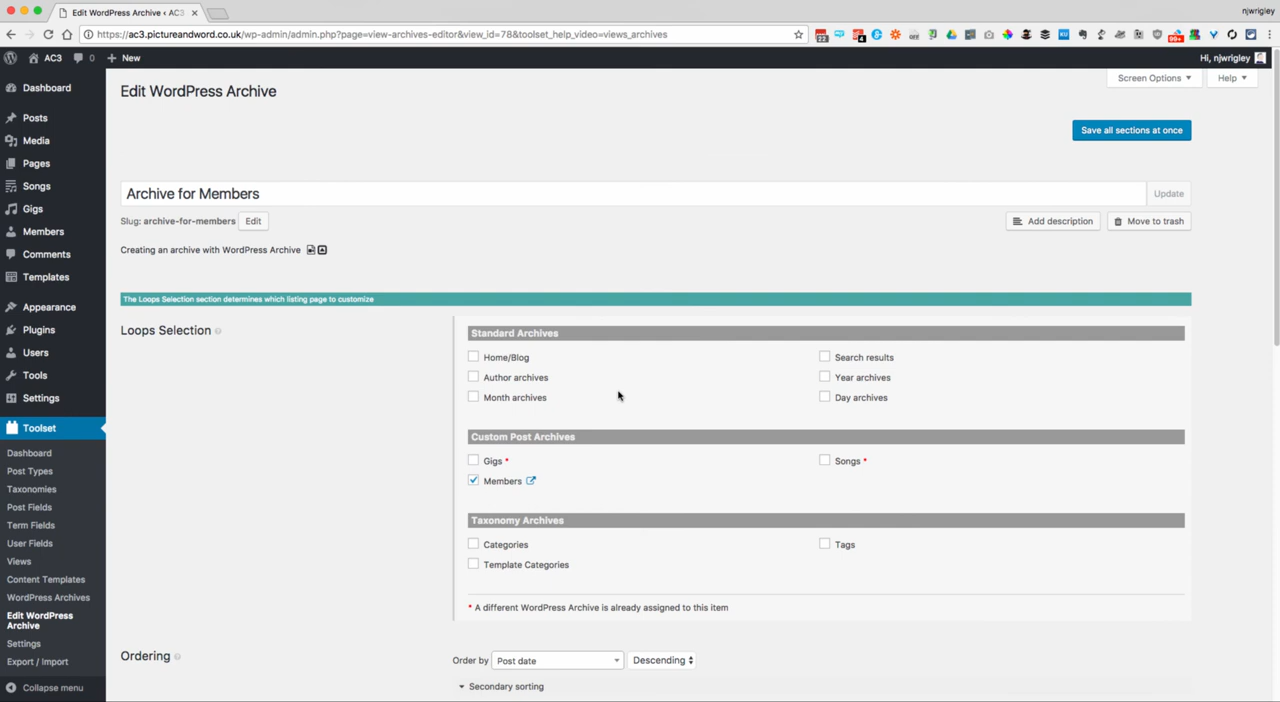 Edit WordPress Archive ‹ AC3
njwrigley
https://ac3.pictureandword.co.uk/wp-admin/admin.php?page=view-archives-editor&view_id=78&toolset_help_video=views_archives
AC3 0 New Hi, njwrigley
Screen Options Help
Edit WordPress Archive
Save all sections at once
Archive for Members Update
Slug: archive-for-members Edit Add description Move to trash
Creating an archive with WordPress Archive
The Loops Selection section determines which listing page to customize
Loops Selection
Standard Archives
Home/Blog Search results
Author archives Year archives
Month archives Day archives
Custom Post Archives
Gigs * Songs *
Members
Taxonomy Archives
Categories Tags
Template Categories
* A different WordPress Archive is already assigned to this item
Ordering
Order by Post date Descending
Secondary sorting
Dashboard
Posts
Media
Pages
Songs
Gigs
Members
Comments
Templates
Appearance
Plugins
Users
Tools
Settings
Toolset
Dashboard
Post Types
Taxonomies
Post Fields
Term Fields
User Fields
Views
Content Templates
WordPress Archives
Edit WordPress
Archive
Settings
Export / Import
Collapse menu